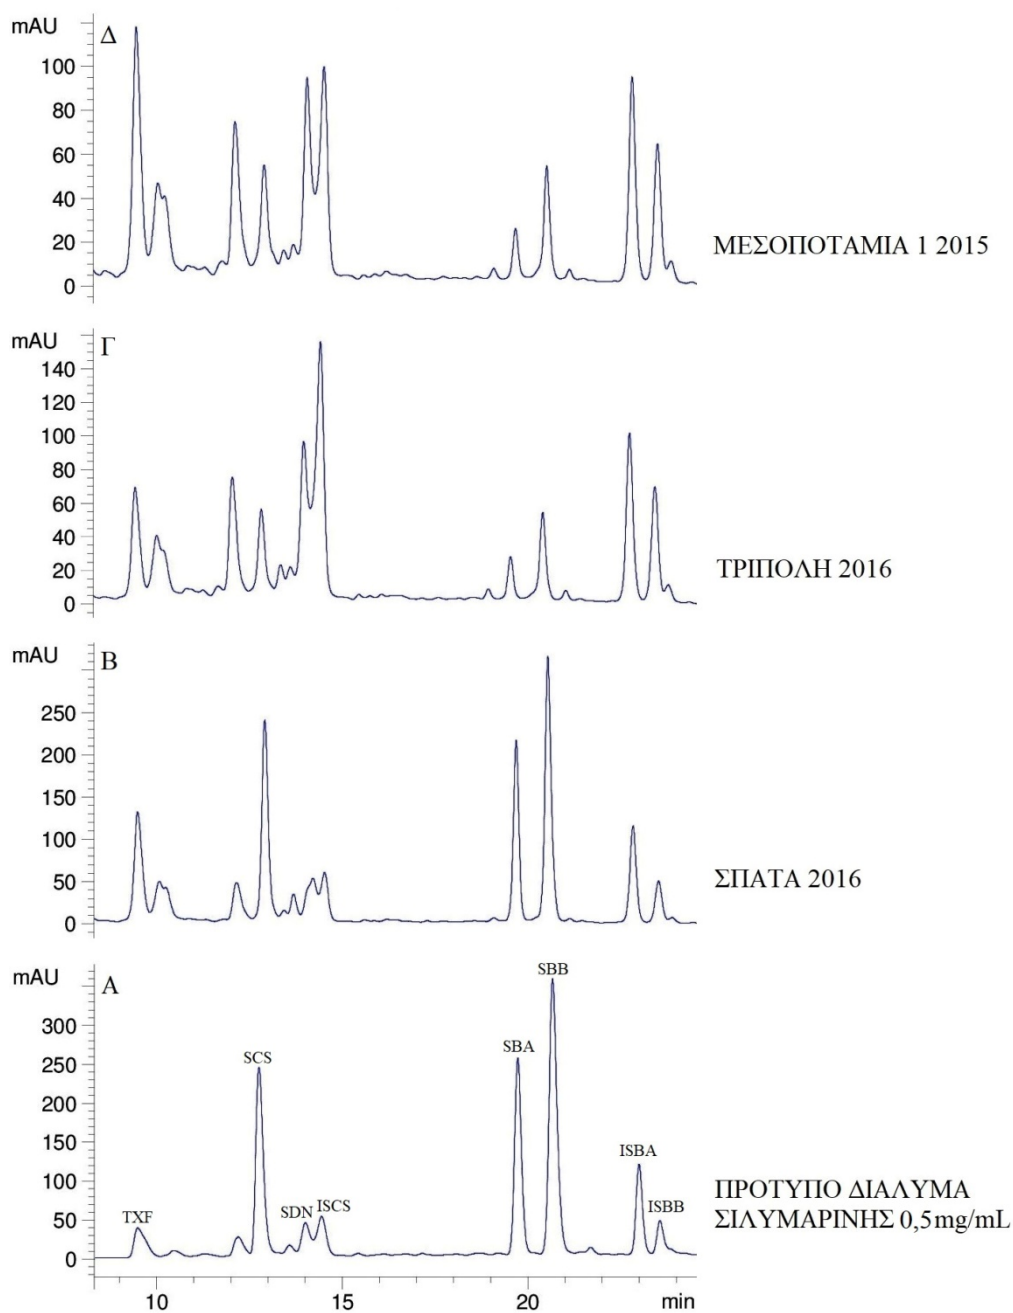 mAU
Δ
100
80
60
40
20
0
ΜΕΣΟΠΟΤΑΜΙΑ 1 2015
mAU
Γ
140
120
100
80
60
40
20
0
ΤΡΙΠΟΛΗ 2016
mAU
Β
250
200
150
100
50
0
ΣΠΑΤΑ 2016
mAU
Α
300
250
200
150
100
50
0
TXF
SCS
SDN
ISCS
SBA
SBB
ISBA
ISBB
ΠΡΟΤΥΠΟ ΔΙΑΛΥΜΑ
ΣΙΛΥΜΑΡΙΝΗΣ 0,5mg/mL
10 15 20 min